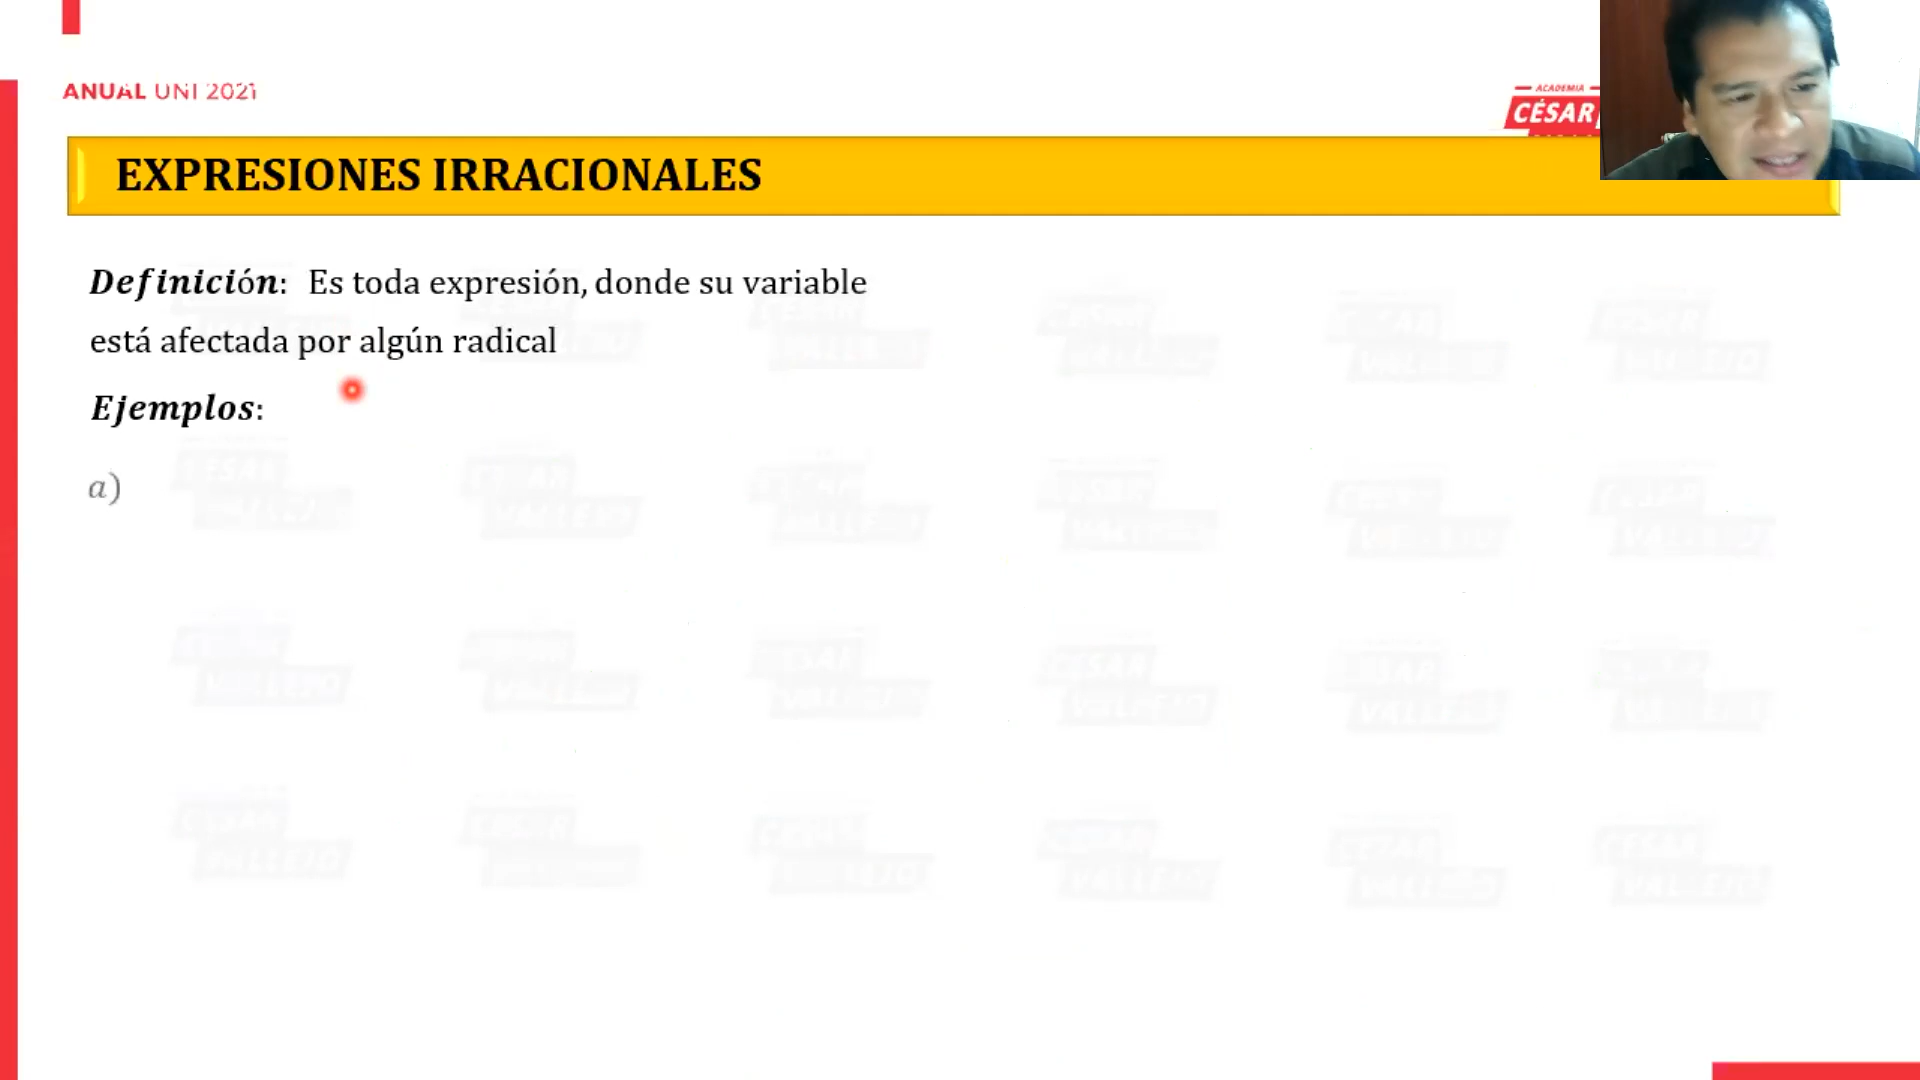 ANUAL UNI 2021
ACADEMIA
CÉSAR
EXPRESIONES IRRACIONALES
Definición: Es toda expresión, donde su variable
está afectada por algún radical
Ejemplos:
a)